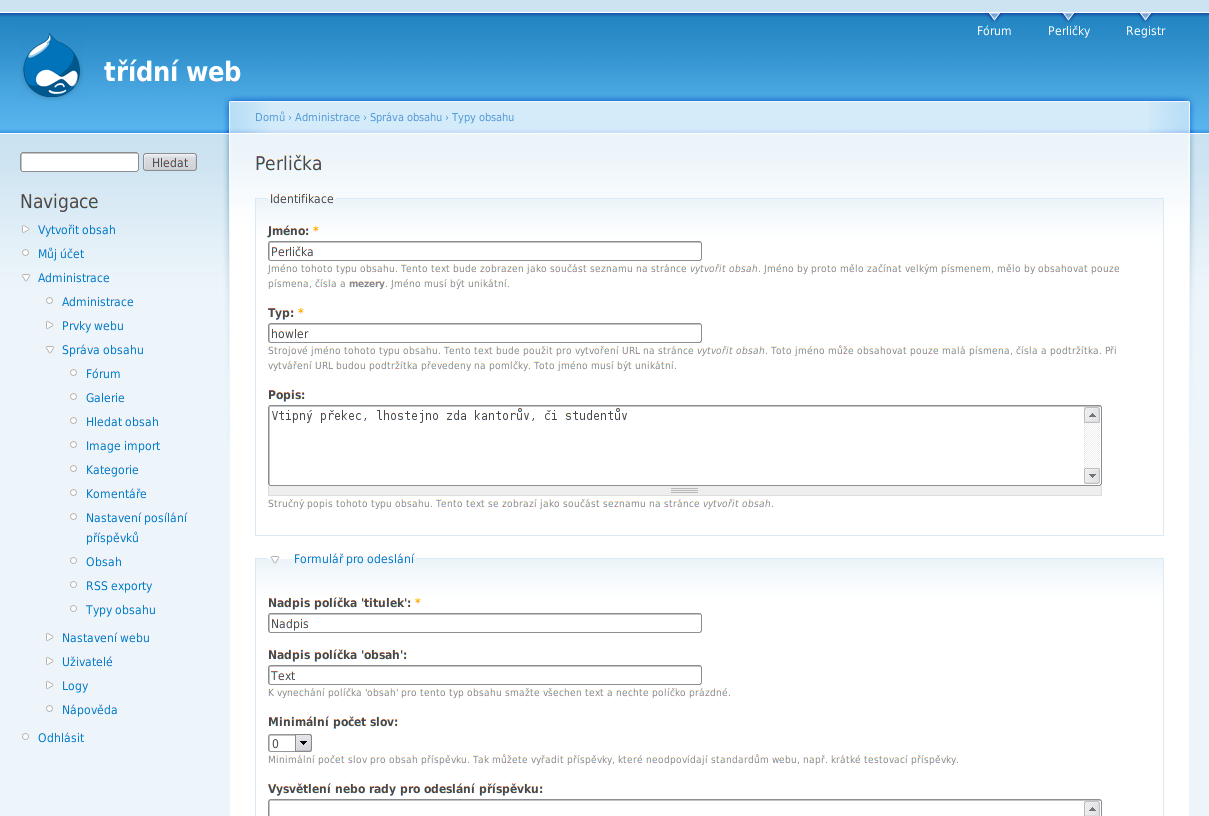 Fórum
Perličky
Registr
třídní web
Domů › Administrace › Správa obsahu › Typy obsahu
Hledat
Navigace
Vytvořit obsah
Můj účet
Administrace
Administrace
Prvky webu
Správa obsahu
Fórum
Galerie
Hledat obsah
Image import
Kategorie
Komentáře
Nastavení posílání
příspěvků
Obsah
RSS exporty
Typy obsahu
Nastavení webu
Uživatelé
Logy
Nápověda
Odhlásit
Perlička
Identifikace
Jméno: *
Perlička
Jméno tohoto typu obsahu. Tento text bude zobrazen jako součást seznamu na stránce vytvořit obsah. Jméno by proto mělo začínat velkým písmenem, mělo by obsahovat pouze
písmena, čísla a mezery. Jméno musí být unikátní.
Typ: *
howler
Strojové jméno tohoto typu obsahu. Tento text bude použit pro vytvoření URL na stránce vytvořit obsah. Toto jméno může obsahovat pouze malá písmena, čísla a podtržítka. Při
vytváření URL budou podtržítka převedeny na pomlčky. Toto jméno musí být unikátní.
Popis:
Vtipný překec, lhostejno zda kantorův, či studentův
Stručný popis tohoto typu obsahu. Tento text se zobrazí jako součást seznamu na stránce vytvořit obsah.
Formulář pro odeslání
Nadpis políčka 'titulek': *
Nadpis
Nadpis políčka 'obsah':
Text
K vynechání políčka 'obsah' pro tento typ obsahu smažte všechen text a nechte políčko prázdné.
Minimální počet slov:
0
Minimální počet slov pro obsah příspěvku. Tak můžete vyřadit příspěvky, které neodpovídají standardům webu, např. krátké testovací příspěvky.
Vysvětlení nebo rady pro odeslání příspěvku: